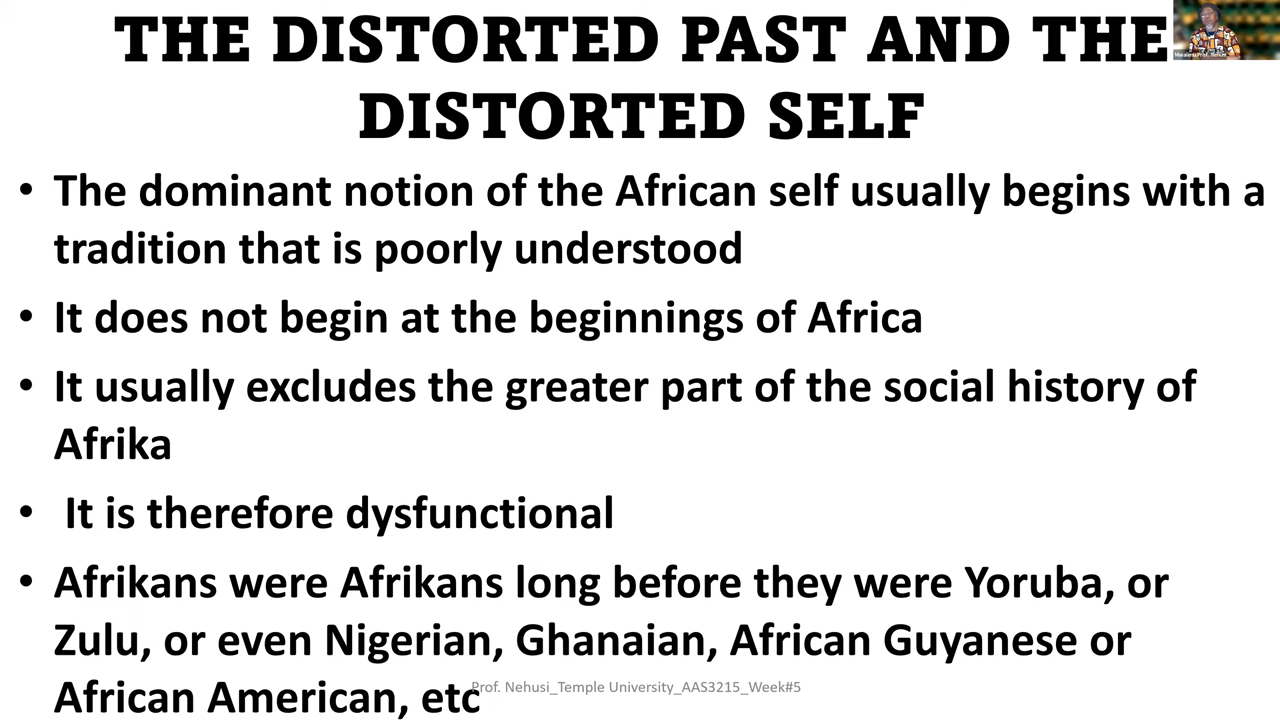 THE DISTORTED PAST AND THE
DISTORTED SELF
• The dominant notion of the African self usually begins with a
tradition that is poorly understood
• It does not begin at the beginnings of Africa
• It usually excludes the greater part of the social history of
Afrika
• It is therefore dysfunctional
• Afrikans were Afrikans long before they were Yoruba, or
Zulu, or even Nigerian, Ghanaian, African Guyanese or
African American, etc
Prof. Nehusi_Temple University_AAS3215_Week#5
Prof. Nehusi